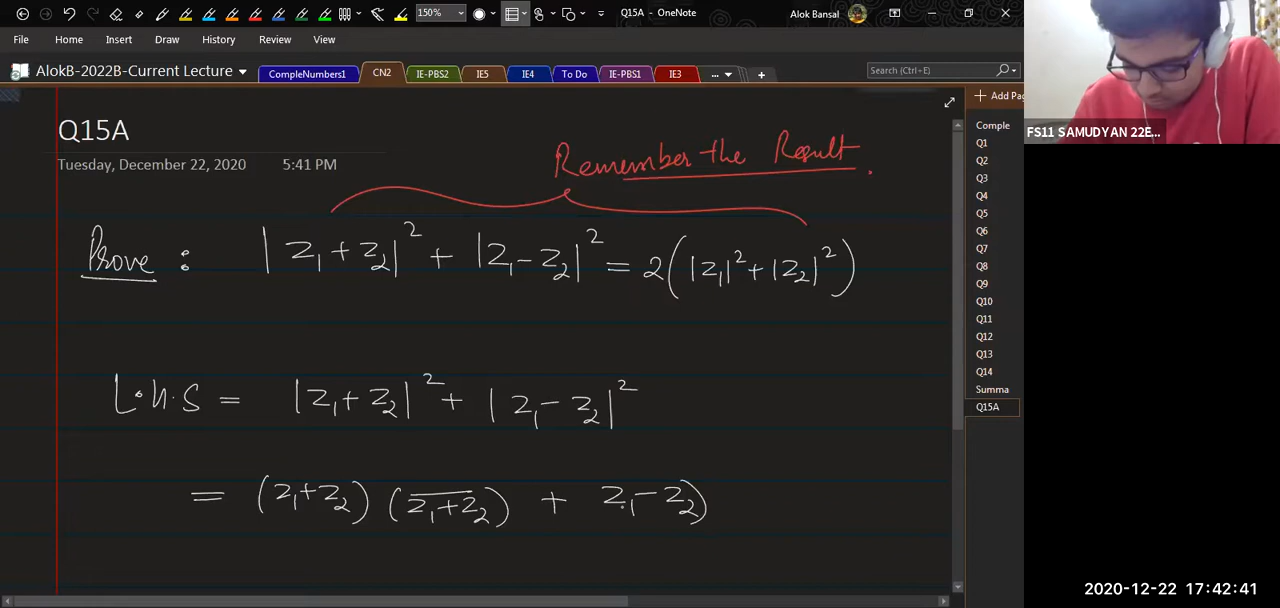 150%
Q15A - OneNote
Alok Bansal
File Home Insert Draw History Review View
AlokB-2022B-Current Lecture
CompleNumbers1 CN2 IE-PBS2 IE5 IE4 To Do IE-PBS1 IE3 ...
Search (Ctrl+E)
Add Pag
Q15A
Tuesday, December 22, 2020 5:41 PM
Remember the Result.
Prove : |z₁+z₂|² + |z₁-z₂|² = 2(|z₁|²+|z₂|²)
L.H.S = |z₁+z₂|² + |z₁-z₂|²
= (z₁+z₂) (z̅₁̅+̅z̅₂) + z₁-z₂)
Comple
Q1
Q2
Q3
Q4
Q5
Q6
Q7
Q8
Q9
Q10
Q11
Q12
Q13
Q14
Summa
Q15A
FS11 SAMUDYAN 22E...
2020-12-22 17:42:41